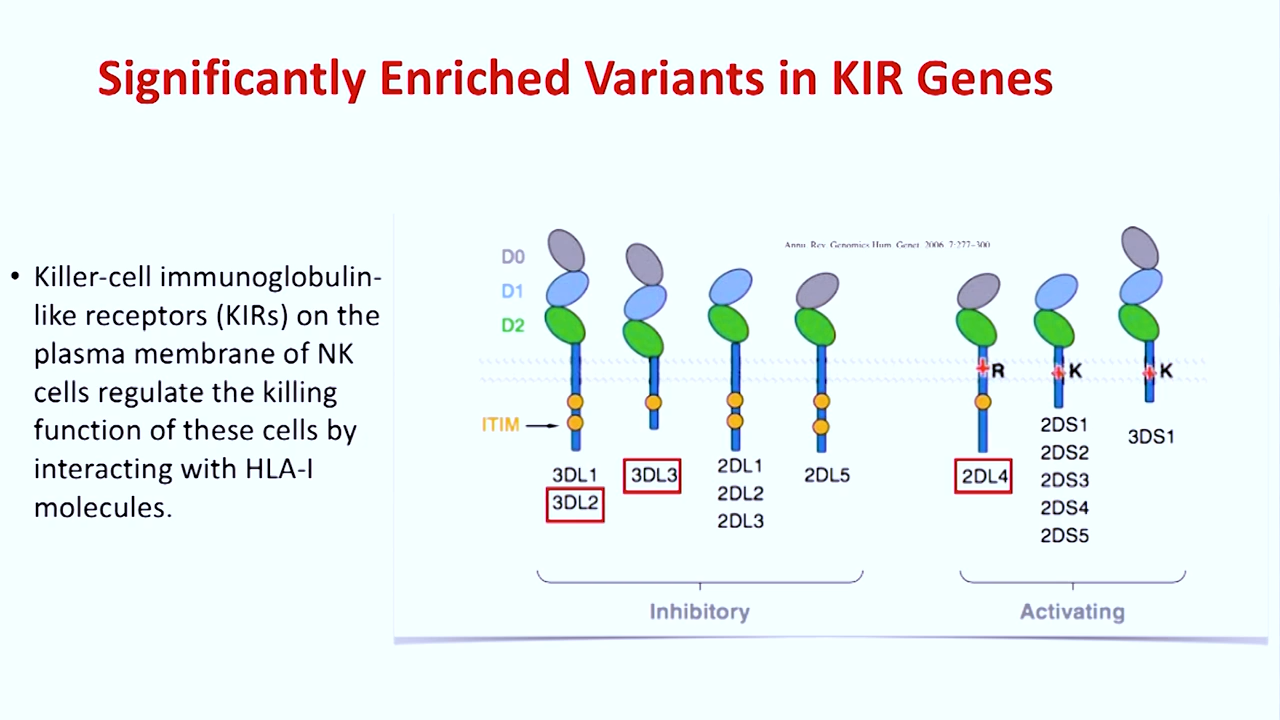 Significantly Enriched Variants in KIR Genes
• Killer-cell immunoglobulin-
like receptors (KIRs) on the
plasma membrane of NK
cells regulate the killing
function of these cells by
interacting with HLA-I
molecules.
Annu. Rev. Genomics Hum. Genet. 2006. 7:277–300
D0
D1
D2
R
K
K
ITIM
3DL1
3DL2
3DL3
2DL1
2DL2
2DL3
2DL5
2DL4
2DS1
2DS2
2DS3
2DS4
2DS5
3DS1
Inhibitory
Activating